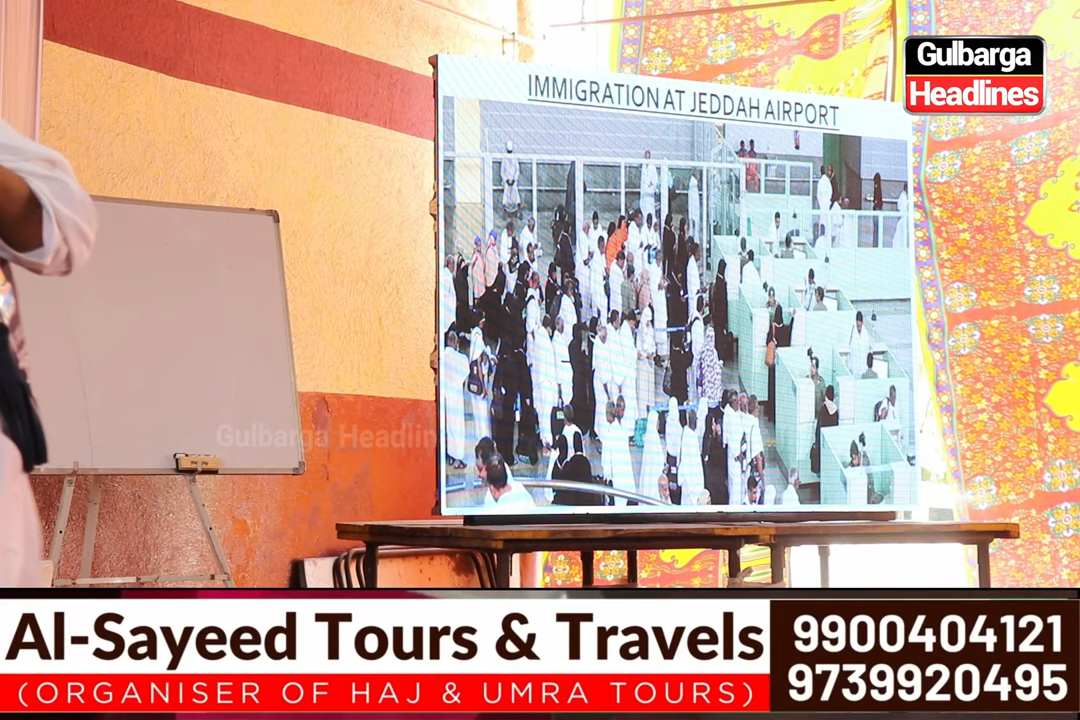 Gulbarga
Headlines
IMMIGRATION AT JEDDAH AIRPORT
Gulbarga Headlin
Al-Sayeed Tours & Travels
(ORGANISER OF HAJ & UMRA TOURS)
9900404121
9739920495